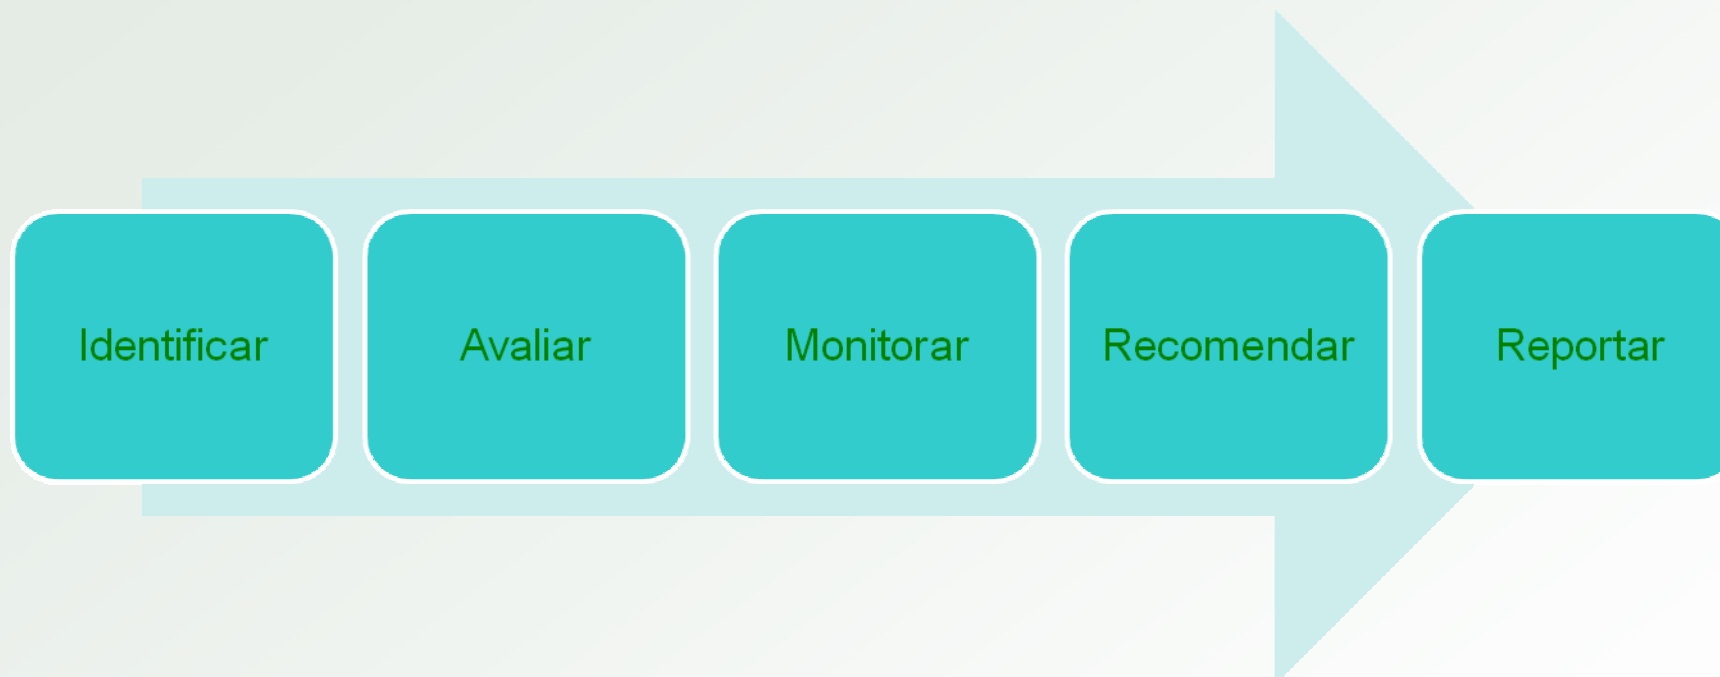 Identificar
Avaliar
Monitorar
Recomendar
Reportar